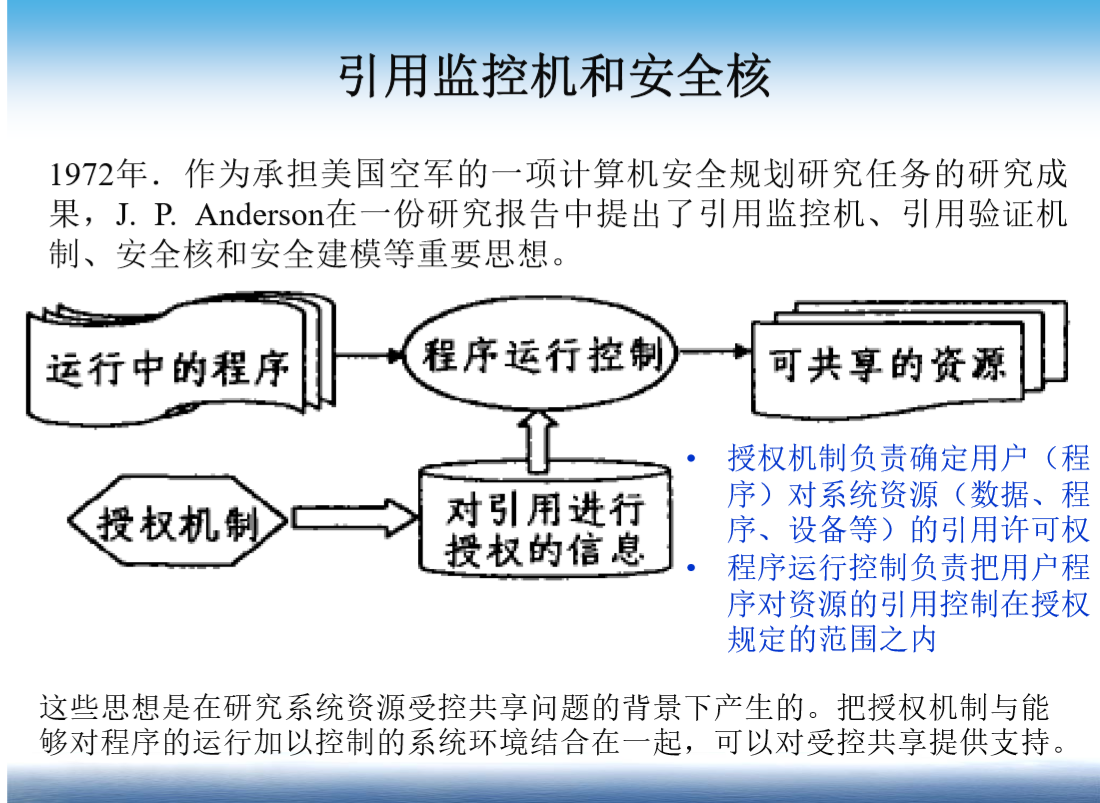 引用监控机和安全核
1972年．作为承担美国空军的一项计算机安全规划研究任务的研究成
果，J. P. Anderson在一份研究报告中提出了引用监控机、引用验证机
制、安全核和安全建模等重要思想。
运行中的程序
程序运行控制
可共享的资源
授权机制
对引用进行
授权的信息
• 授权机制负责确定用户（程
序）对系统资源（数据、程
序、设备等）的引用许可权
• 程序运行控制负责把用户程
序对资源的引用控制在授权
规定的范围之内
这些思想是在研究系统资源受控共享问题的背景下产生的。把授权机制与能
够对程序的运行加以控制的系统环境结合在一起，可以对受控共享提供支持。